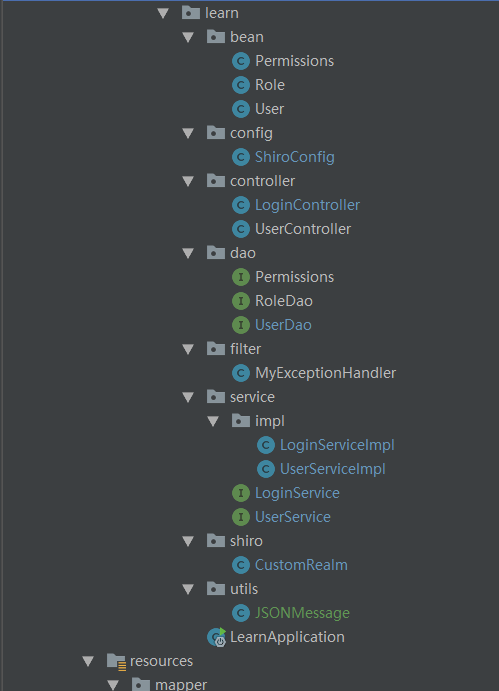 learn
bean
C Permissions
C Role
C User
config
C ShiroConfig
controller
C LoginController
C UserController
dao
I Permissions
I RoleDao
I UserDao
filter
C MyExceptionHandler
service
impl
C LoginServiceImpl
C UserServiceImpl
I LoginService
I UserService
shiro
C CustomRealm
utils
C JSONMessage
C LearnApplication
resources
mapper